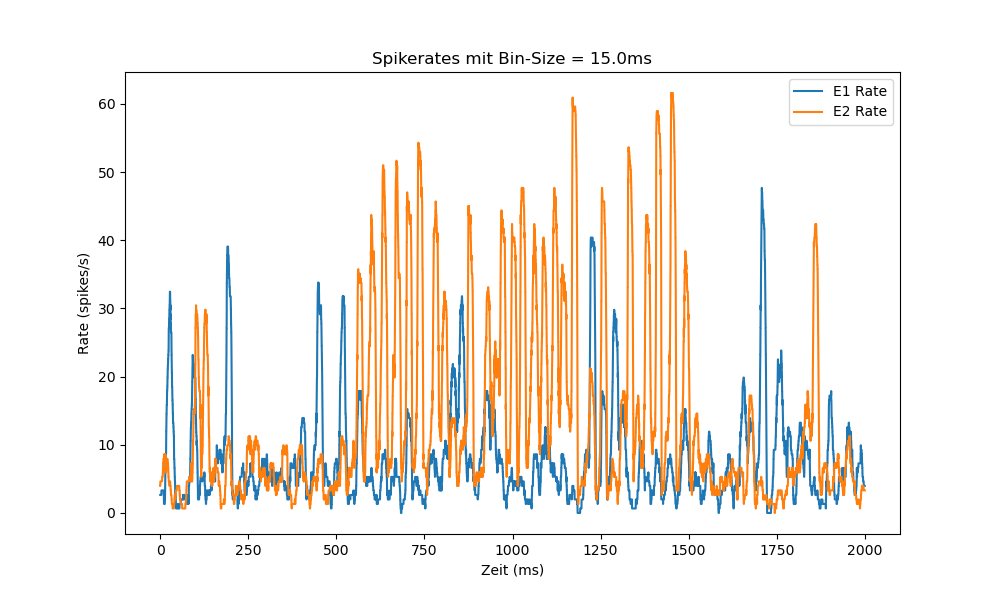 Spikerates mit Bin-Size = 15.0ms
E1 Rate
E2 Rate
Rate (spikes/s)
60
50
40
30
20
10
0
0 250 500 750 1000 1250 1500 1750 2000
Zeit (ms)